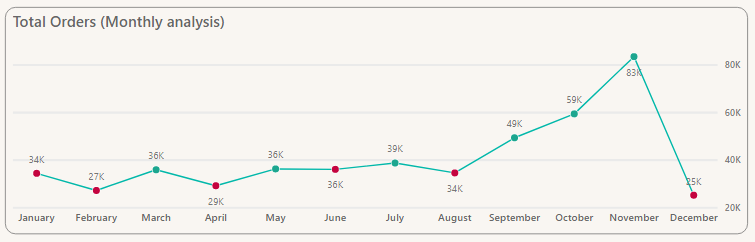 Total Orders (Monthly analysis)
80K
83K
60K
59K
49K
40K
39K
36K
36K
34K
27K
36K
34K
29K
25K
20K
January February March April May June July August September October November December